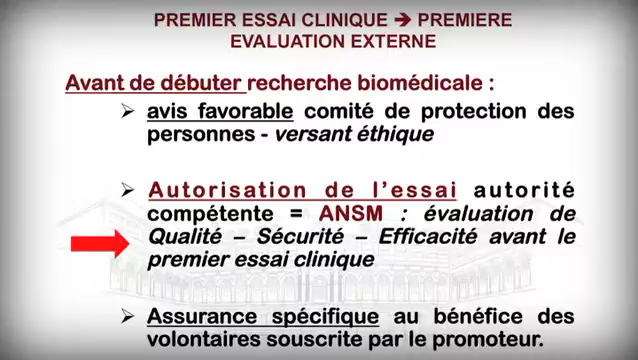 PREMIER ESSAI CLINIQUE ➔ PREMIERE
EVALUATION EXTERNE
Avant de débuter recherche biomédicale :
➢ avis favorable comité de protection des
personnes - versant éthique
➢ Autorisation de l’essai autorité
compétente = ANSM : évaluation de
Qualité – Sécurité – Efficacité avant le
premier essai clinique
➢ Assurance spécifique au bénéfice des
volontaires souscrite par le promoteur.